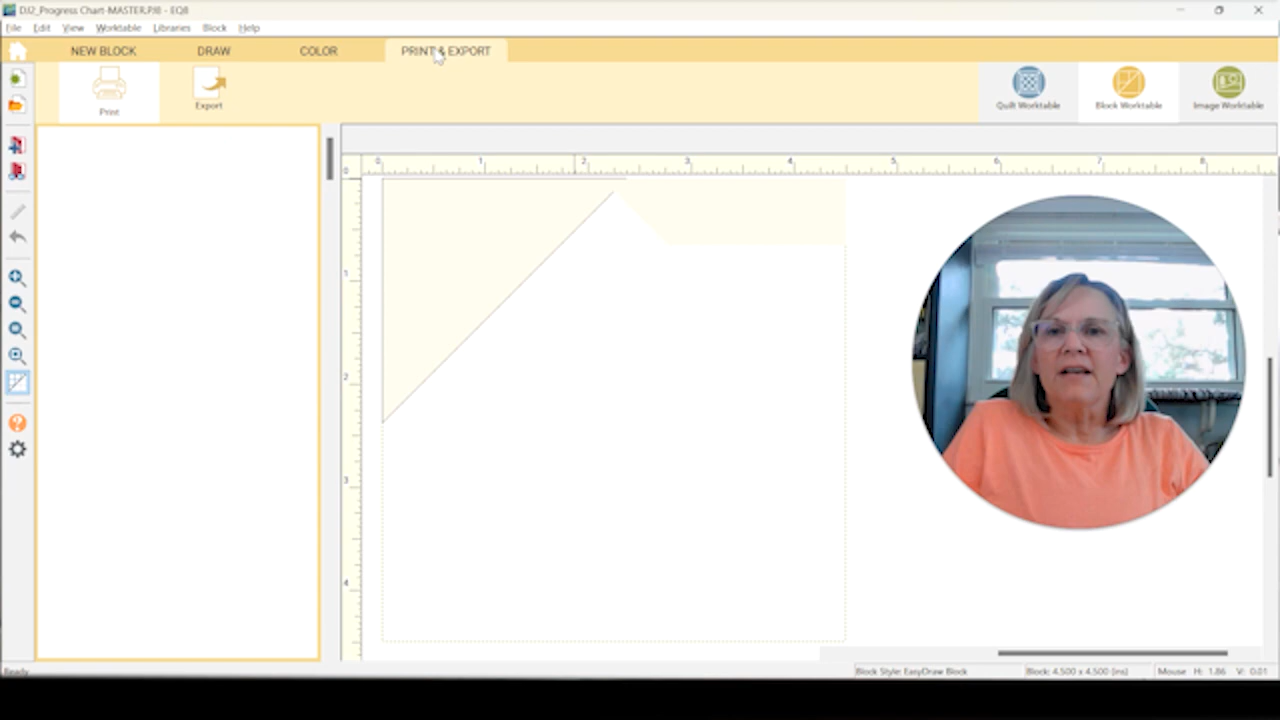 DJ2_Progress Chart-MASTER.PJ8 - EQ8
File Edit View Worktable Libraries Block Help
NEW BLOCK DRAW COLOR PRINT & EXPORT
Print Export Quilt Worktable Block Worktable Image Worktable
0 1 2 3 4 5 6 7 8
0
1
2
3
4
Ready Block Style: EasyDraw Block Block: 4.500 x 4.500 (ins) Mouse H: 1.86 V: 0.01